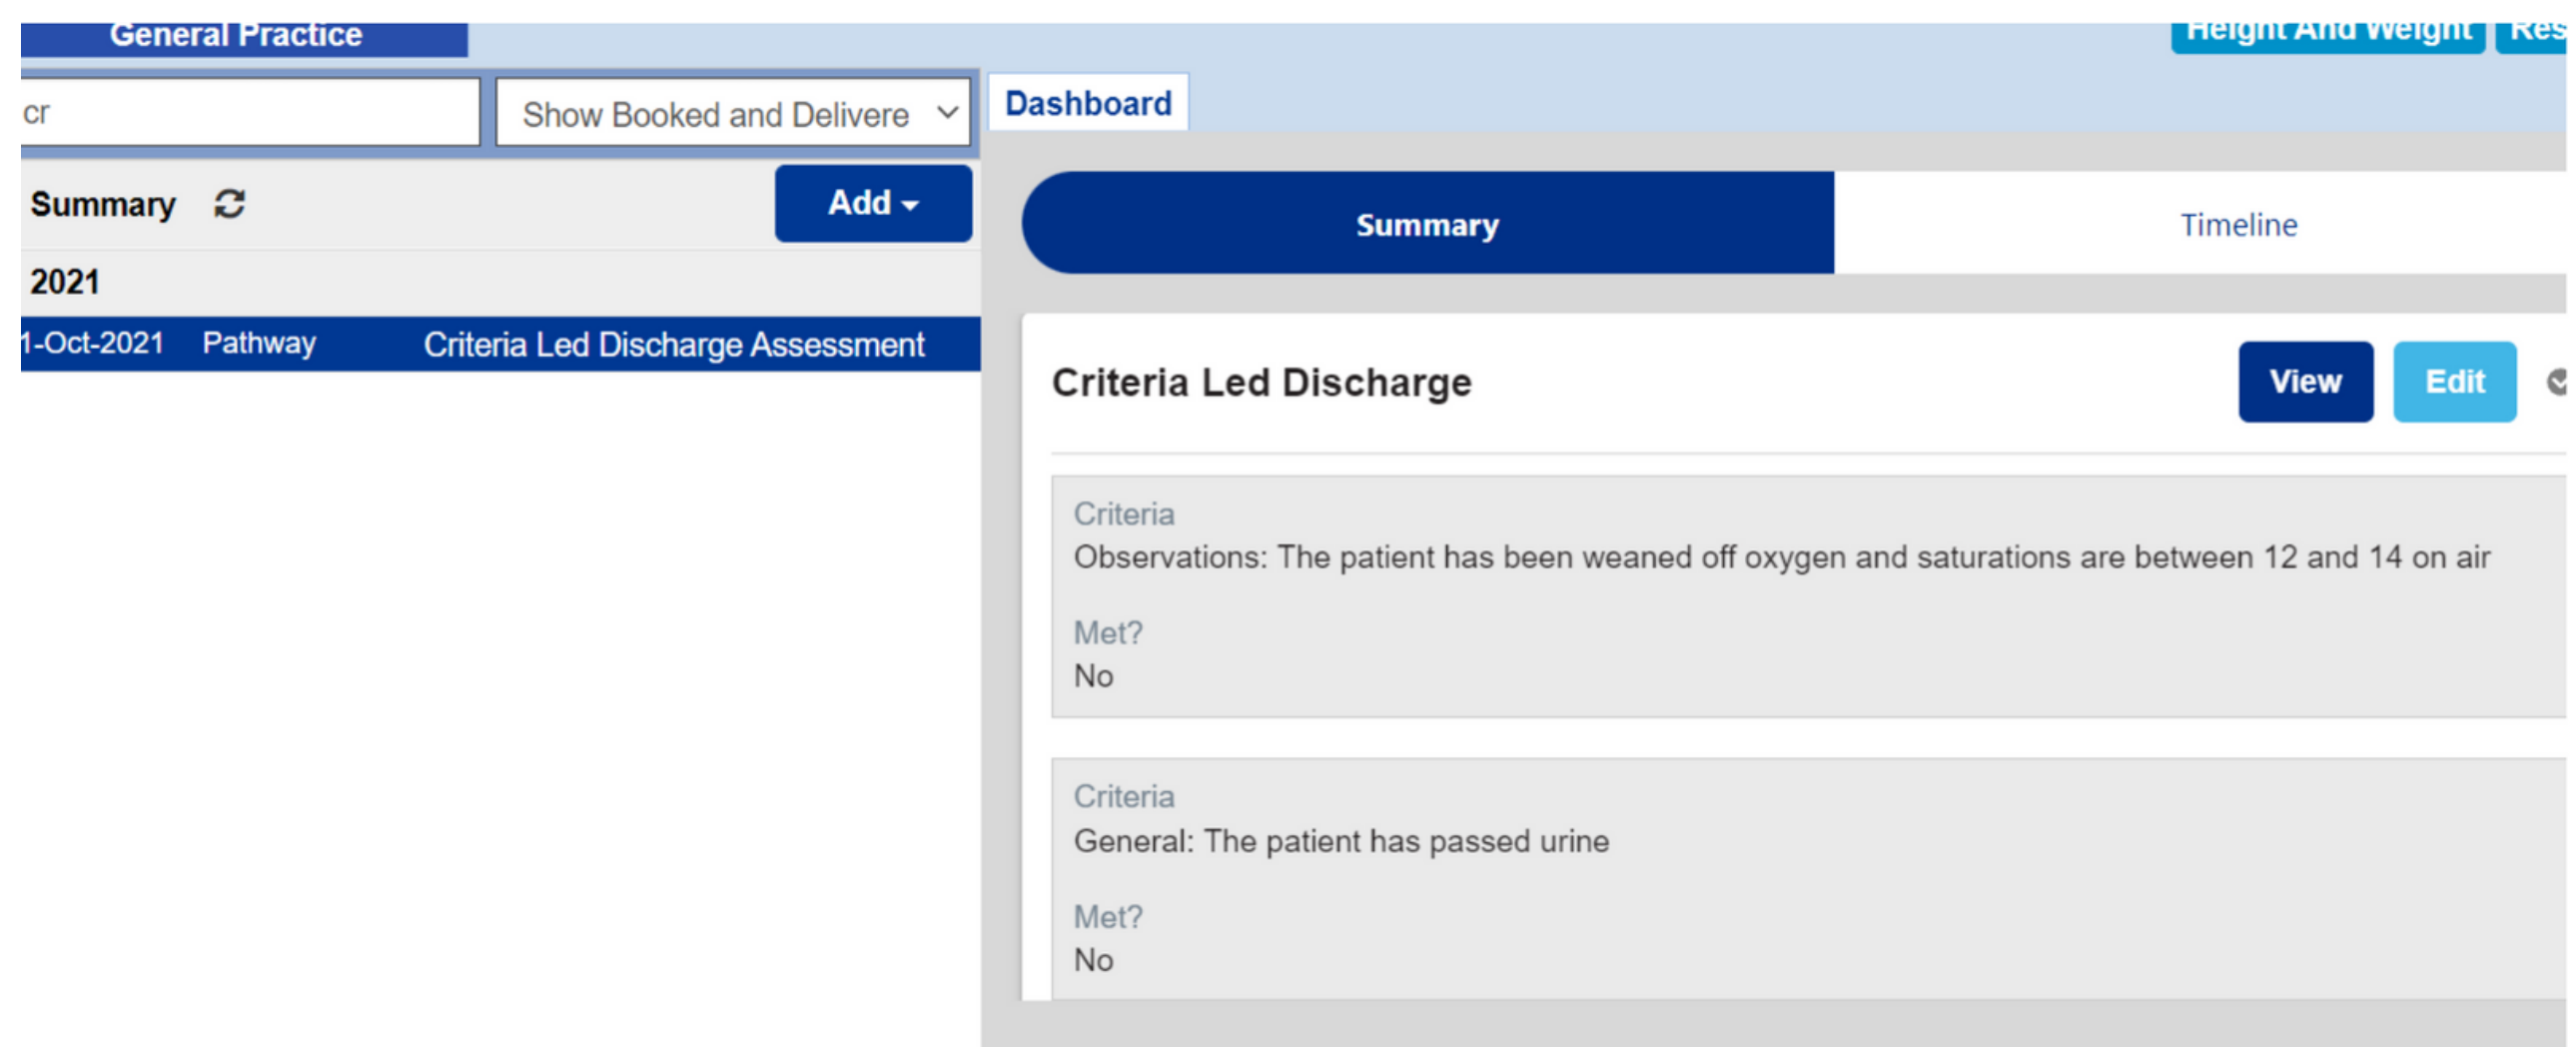 General Practice
Height And Weight
cr
Show Booked and Delivere
Dashboard
Summary
Add
Summary
Timeline
2021
1-Oct-2021 Pathway Criteria Led Discharge Assessment
Criteria Led Discharge
View
Edit
Criteria
Observations: The patient has been weaned off oxygen and saturations are between 12 and 14 on air
Met?
No
Criteria
General: The patient has passed urine
Met?
No